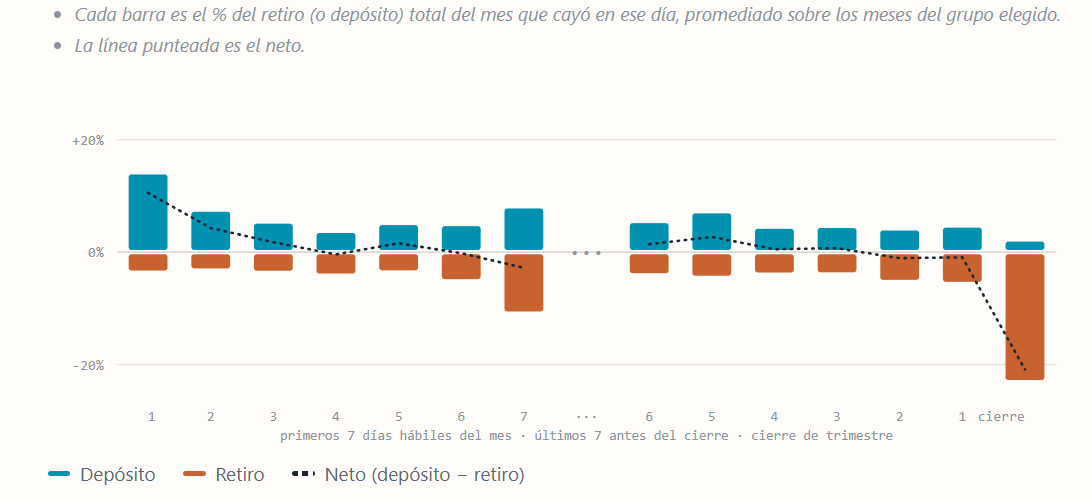 Cada barra es el % del retiro (o depósito) total del mes que cayó en ese día, promediado sobre los meses del grupo elegido.
La línea punteada es el neto.
+20%
0%
-20%
1 2 3 4 5 6 7 ··· 6 5 4 3 2 1 cierre
primeros 7 días hábiles del mes · últimos 7 antes del cierre · cierre de trimestre
Depósito Retiro Neto (depósito − retiro)